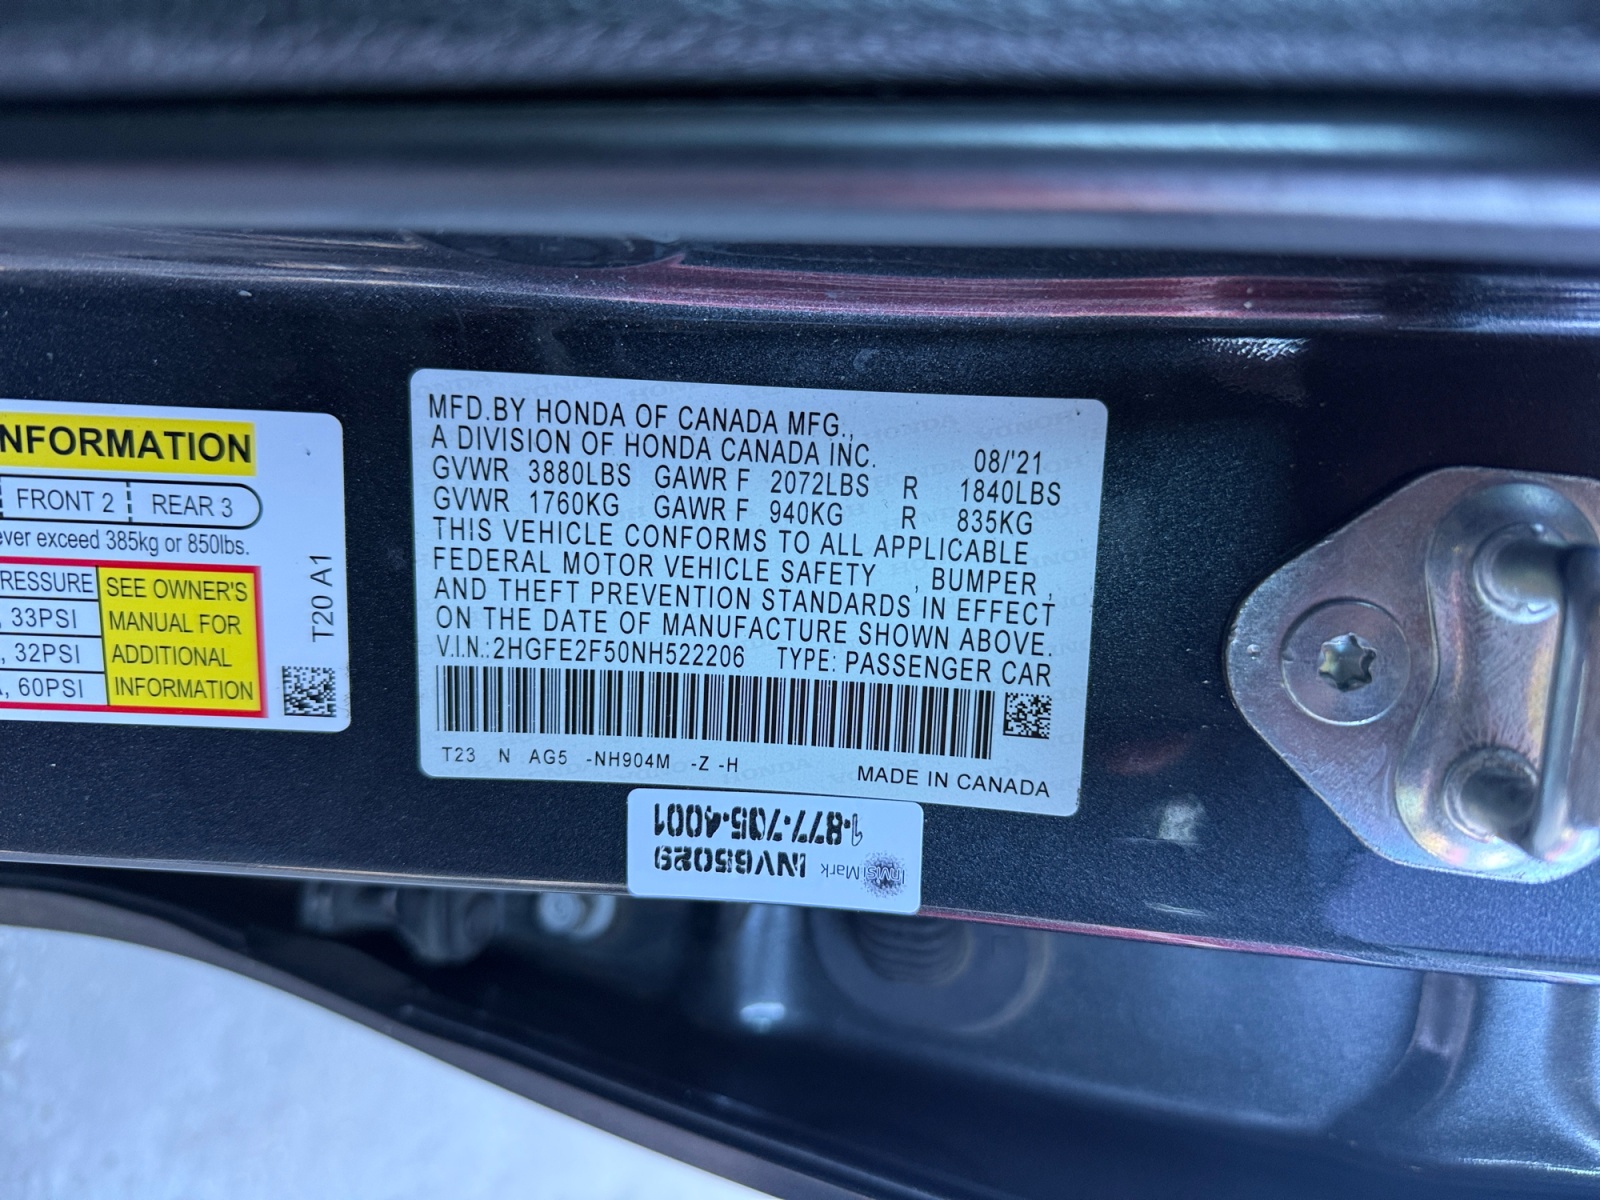 NFORMATION
FRONT 2 REAR 3
ever exceed 385kg or 850lbs.
RESSURE SEE OWNER'S
, 33PSI MANUAL FOR
, 32PSI ADDITIONAL
, 60PSI INFORMATION
T20 A1
MFD.BY HONDA OF CANADA MFG.,
A DIVISION OF HONDA CANADA INC. 08/'21
GVWR 3880LBS GAWR F 2072LBS R 1840LBS
GVWR 1760KG GAWR F 940KG R 835KG
THIS VEHICLE CONFORMS TO ALL APPLICABLE
FEDERAL MOTOR VEHICLE SAFETY , BUMPER ,
AND THEFT PREVENTION STANDARDS IN EFFECT
ON THE DATE OF MANUFACTURE SHOWN ABOVE.
V.I.N.:2HGFE2F50NH522206 TYPE: PASSENGER CAR
T23 N AG5 -NH904M -Z -H
MADE IN CANADA
InViSiMark INV65029
1-877-705-4001